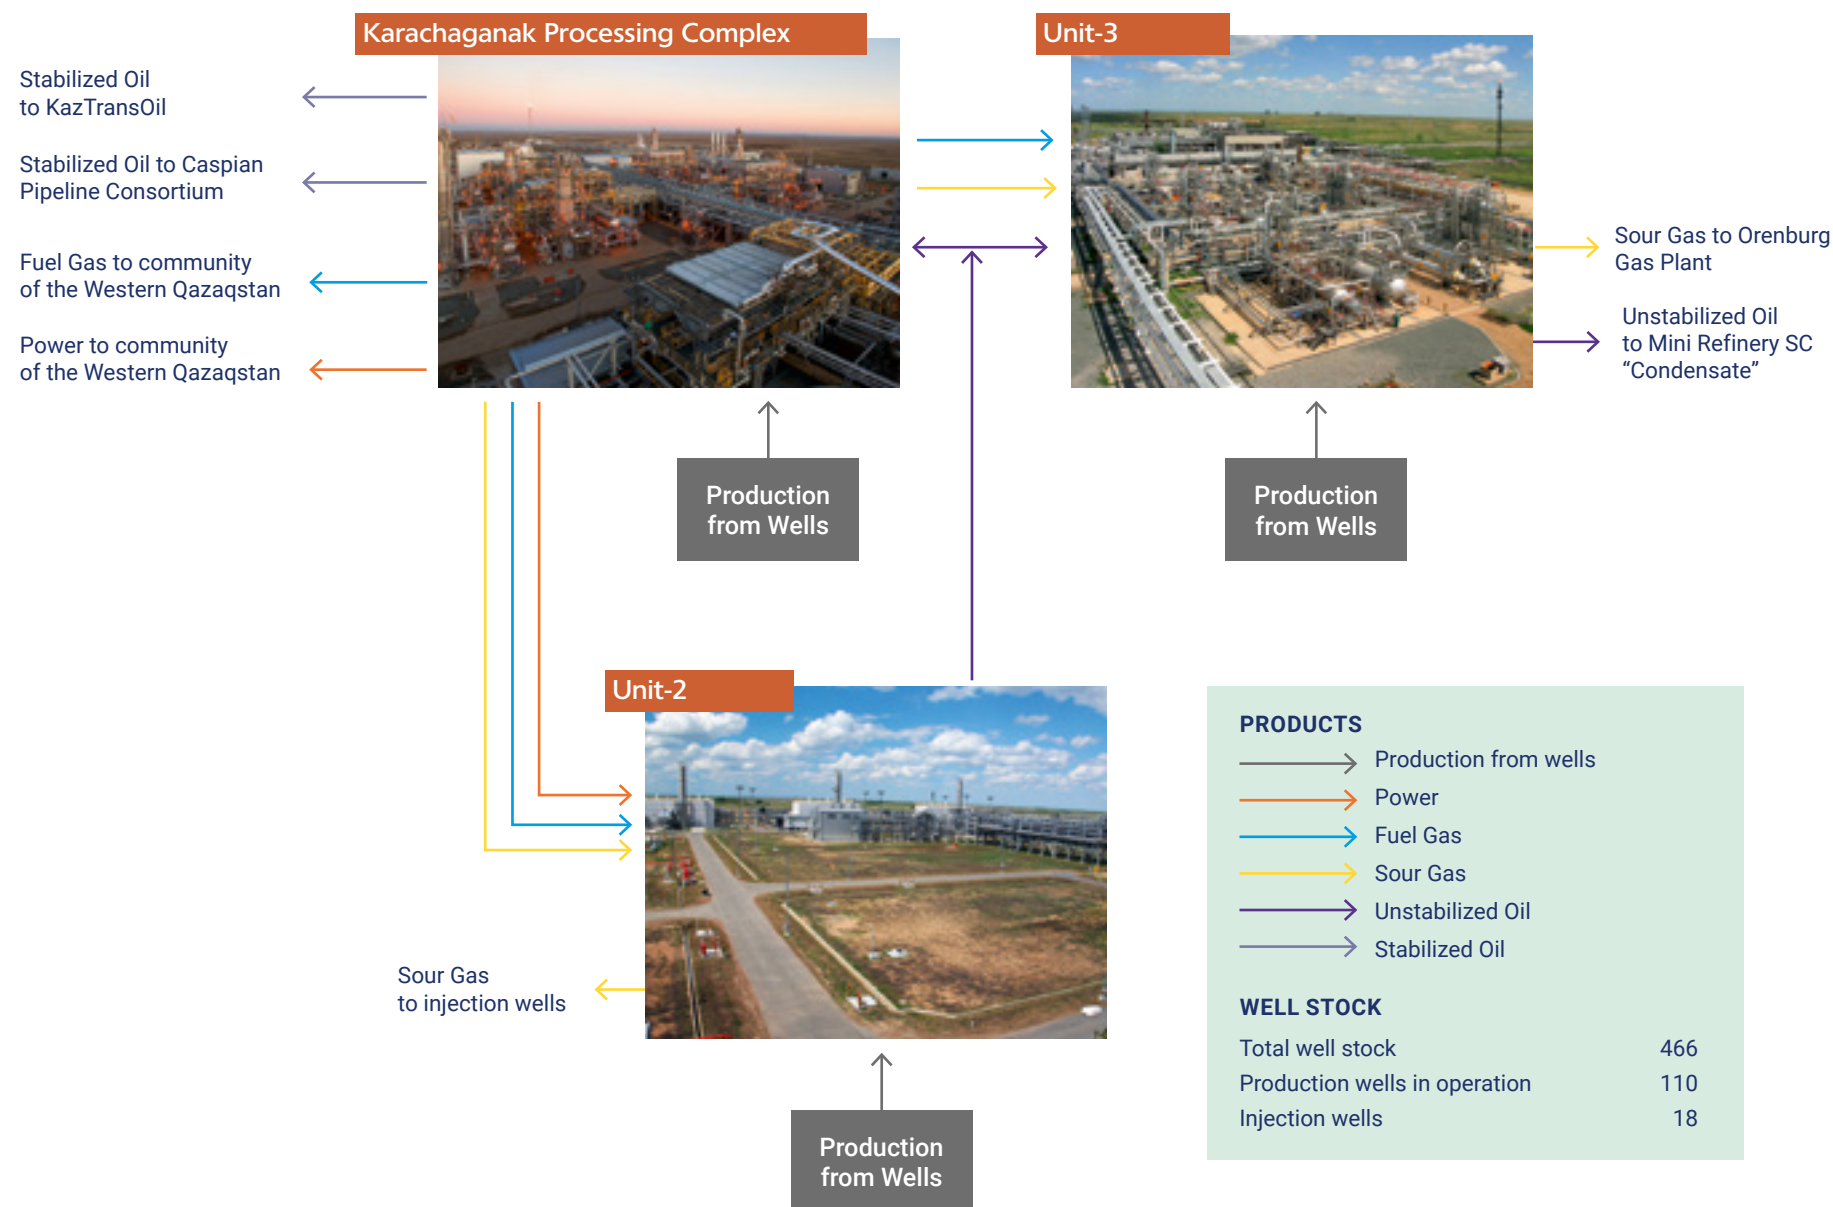 Karachaganak Processing Complex
Unit-3
Stabilized Oil
to KazTransOil
Stabilized Oil to Caspian
Pipeline Consortium
Fuel Gas to community
of the Western Qazaqstan
Power to community
of the Western Qazaqstan
Sour Gas to Orenburg
Gas Plant
Unstabilized Oil
to Mini Refinery SC
“Condensate”
Production
from Wells
Production
from Wells
Unit-2
Sour Gas
to injection wells
Production
from Wells
PRODUCTS
Production from wells
Power
Fuel Gas
Sour Gas
Unstabilized Oil
Stabilized Oil
WELL STOCK
Total well stock 466
Production wells in operation 110
Injection wells 18